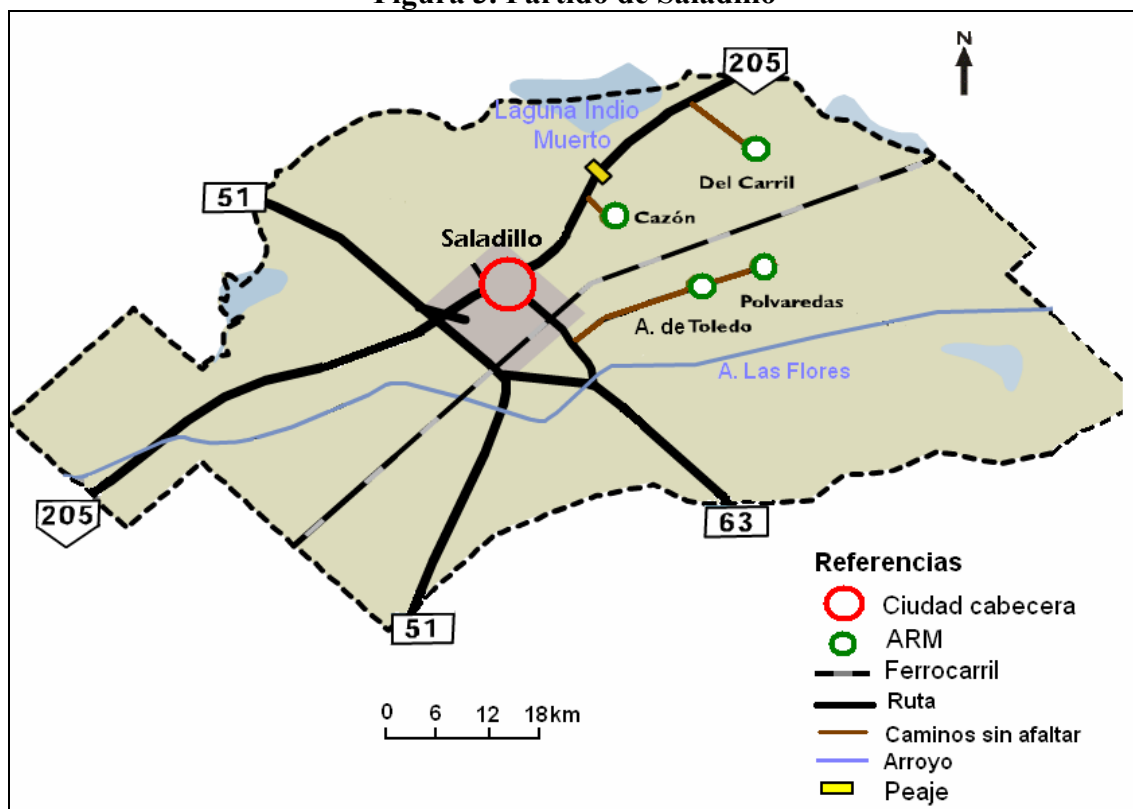 Figura 3. Partido de Saladillo
N
205
Laguna Indio
Muerto
Del Carril
51
Cazón
Saladillo
Polvaredas
A. de Toledo
A. Las Flores
205
63
51
Referencias
Ciudad cabecera
ARM
Ferrocarril
Ruta
Caminos sin afaltar
Arroyo
Peaje
0 6 12 18km